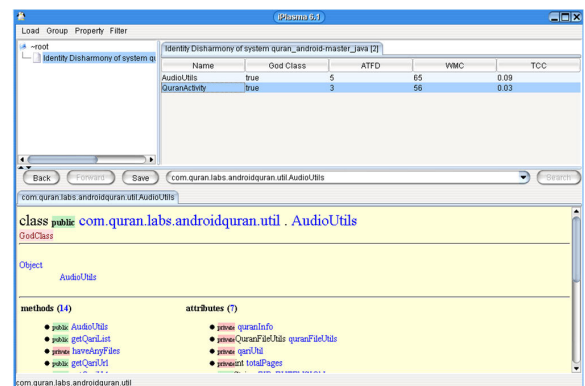 iPlasma 6.1
Load Group Property Filter
~root
Identity Disharmony of system qu
Identity Disharmony of system quran_android-master_java [2]
Name God Class ATFD WMC TCC
AudioUtils true 5 65 0.09
QuranActivity true 3 56 0.03
Back Forward Save com.quran.labs.androidquran.util.AudioUtils Search
com.quran.labs.androidquran.util.AudioUtils
class public com.quran.labs.androidquran.util . AudioUtils
GodClass
Object
AudioUtils
methods (14) attributes (7)
public AudioUtils private quranInfo
public getQariList privateQuranFileUtils quranFileUtils
private haveAnyFiles private qariUtil
public getQariUrl privateint totalPages
com.quran.labs.androidquran.util